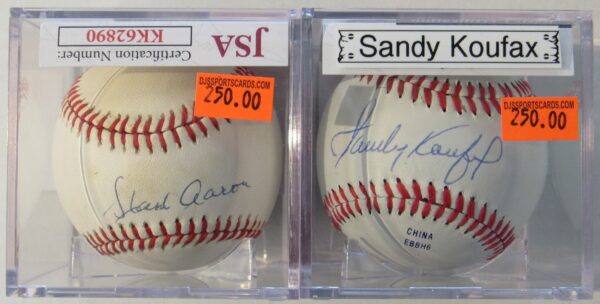 Certification Number:
KK62890
JSA
DJSSPORTSCARDS.COM
250.00
Hank Aaron
Sandy Koufax
DJSSPORTSCARDS.COM
250.00
Sandy Koufax
CHINA
EBBH6